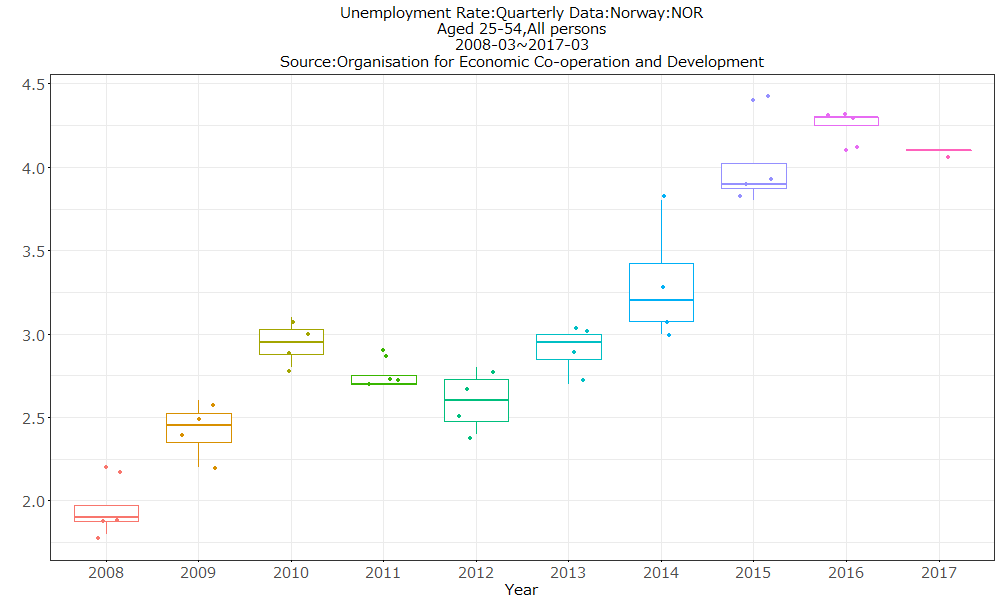 Unemployment Rate:Quarterly Data:Norway:NOR
Aged 25-54,All persons
2008-03~2017-03
Source:Organisation for Economic Co-operation and Development
4.5
4.0
3.5
3.0
2.5
2.0
2008 2009 2010 2011 2012 2013 2014 2015 2016 2017
Year